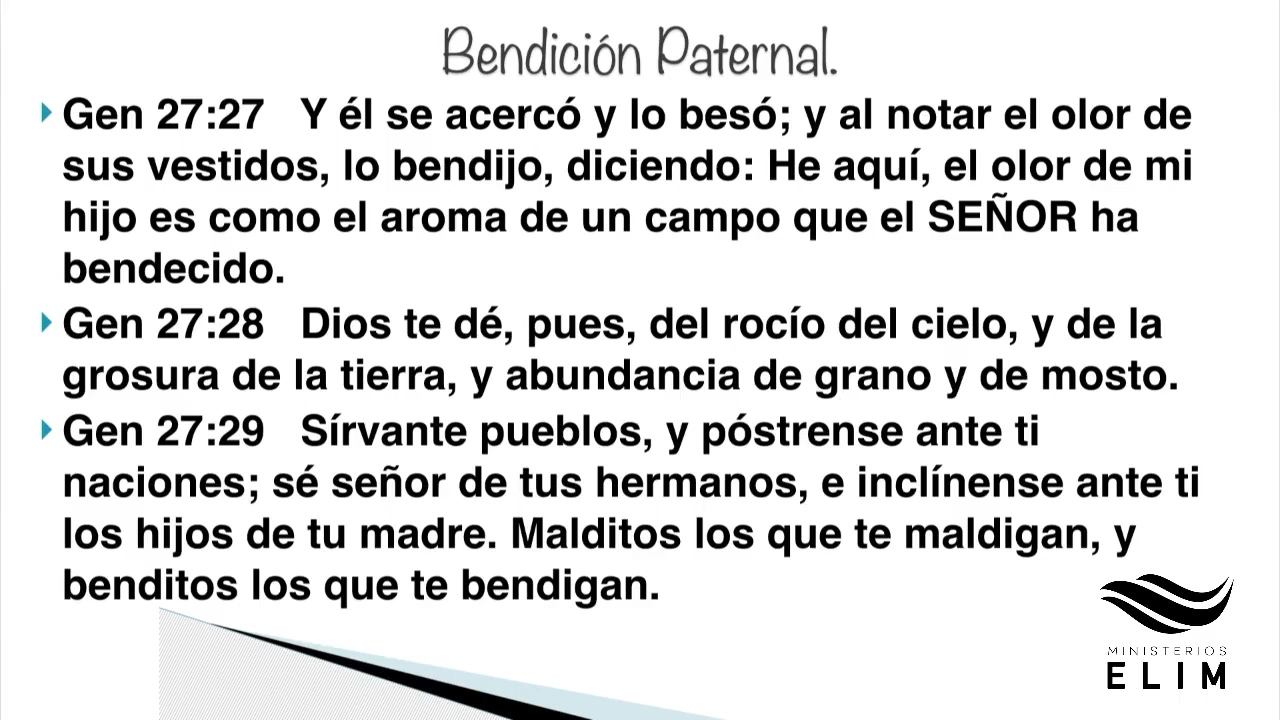 Bendición Paternal.
Gen 27:27 Y él se acercó y lo besó; y al notar el olor de
sus vestidos, lo bendijo, diciendo: He aquí, el olor de mi
hijo es como el aroma de un campo que el SEÑOR ha
bendecido.
Gen 27:28 Dios te dé, pues, del rocío del cielo, y de la
grosura de la tierra, y abundancia de grano y de mosto.
Gen 27:29 Sírvante pueblos, y póstrense ante ti
naciones; sé señor de tus hermanos, e inclínense ante ti
los hijos de tu madre. Malditos los que te maldigan, y
benditos los que te bendigan.
MINISTERIOS
ELIM